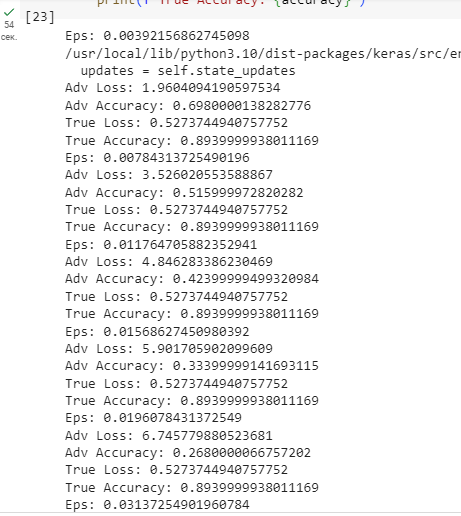 print(f"True Accuracy: {accuracy}")
[23]
54
сек.
Eps: 0.00392156862745098
/usr/local/lib/python3.10/dist-packages/keras/src/en
updates = self.state_updates
Adv Loss: 1.9604094190597534
Adv Accuracy: 0.6980000138282776
True Loss: 0.5273744940757752
True Accuracy: 0.8939999938011169
Eps: 0.00784313725490196
Adv Loss: 3.526020553588867
Adv Accuracy: 0.515999972820282
True Loss: 0.5273744940757752
True Accuracy: 0.8939999938011169
Eps: 0.011764705882352941
Adv Loss: 4.846283386230469
Adv Accuracy: 0.42399999499320984
True Loss: 0.5273744940757752
True Accuracy: 0.8939999938011169
Eps: 0.01568627450980392
Adv Loss: 5.901705902099609
Adv Accuracy: 0.33399999141693115
True Loss: 0.5273744940757752
True Accuracy: 0.8939999938011169
Eps: 0.0196078431372549
Adv Loss: 6.745779880523681
Adv Accuracy: 0.2680000066757202
True Loss: 0.5273744940757752
True Accuracy: 0.8939999938011169
Eps: 0.03137254901960784